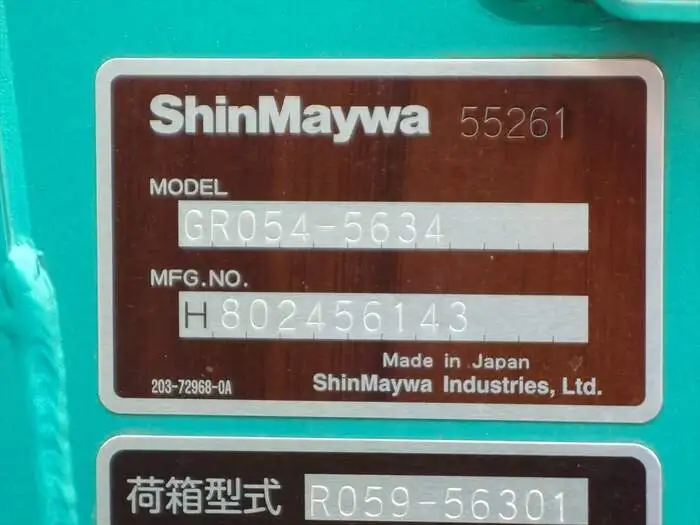 ShinMaywa 55261
MODEL
GR054-5634
MFG.NO.
H802456143
Made in Japan
203-72968-0A ShinMaywa Industries, Ltd.
荷箱型式 R059-56301